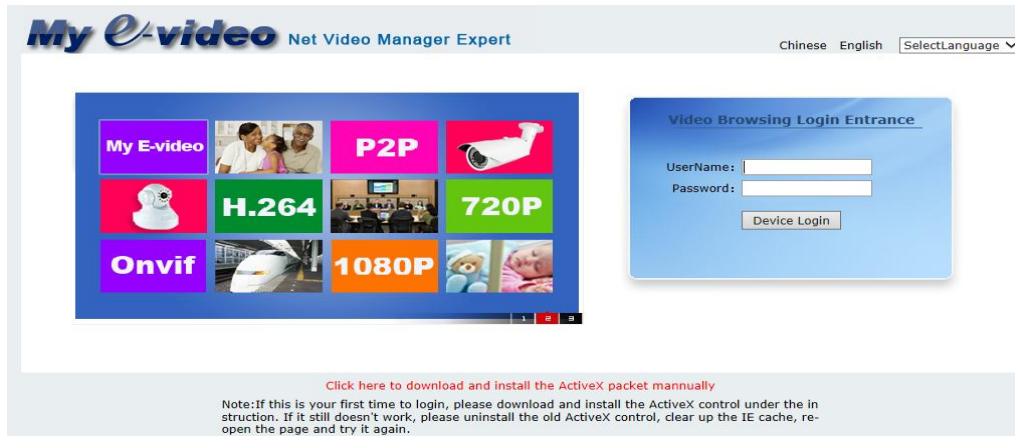 My e-video Net Video Manager Expert
Chinese English SelectLanguage
My E-video
P2P
H.264
720P
Onvif
1080P
1 2 3
Video Browsing Login Entrance
UserName:
Password:
Device Login
Click here to download and install the ActiveX packet mannually
Note:If this is your first time to login, please download and install the ActiveX control under the in
struction. If it still doesn't work, please uninstall the old ActiveX control, clear up the IE cache, re-
open the page and try it again.